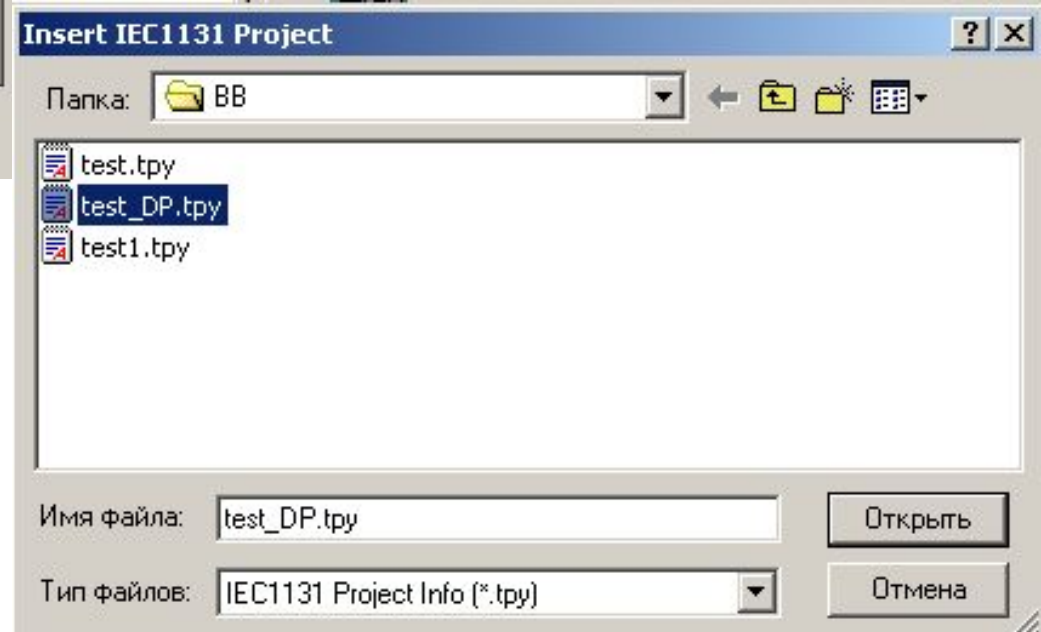 Insert IEC1131 Project
Папка: BB
test.tpy
test_DP.tpy
test1.tpy
Имя файла: test_DP.tpy Открыть
Тип файлов: IEC1131 Project Info (*.tpy) Отмена